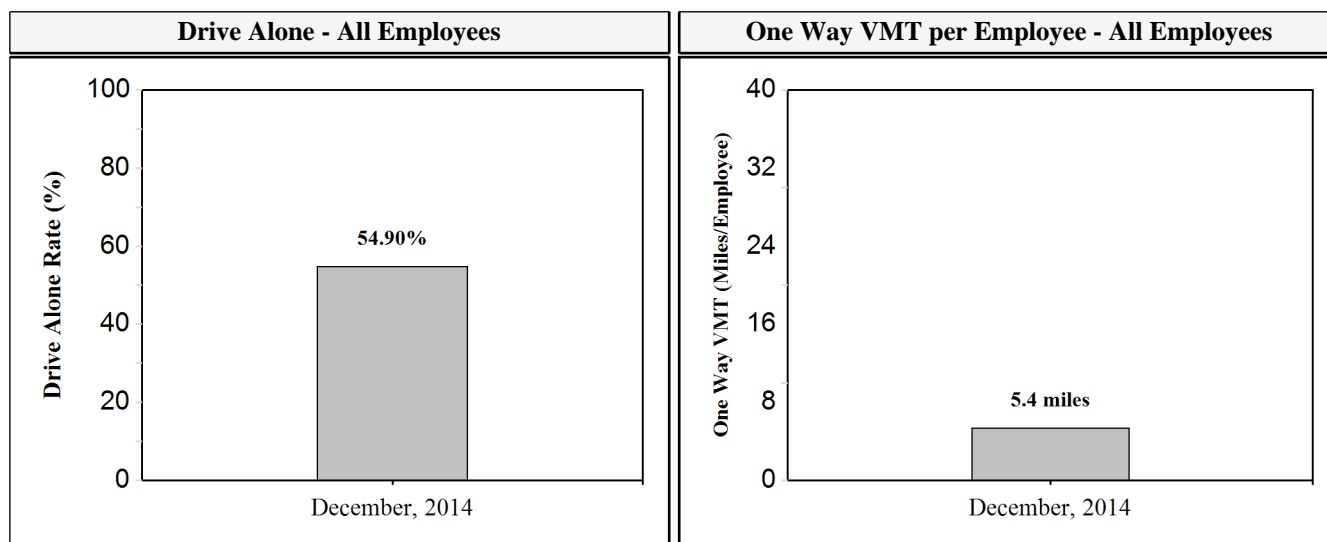 Drive Alone - All Employees
Drive Alone Rate (%)
100
80
60
40
20
0
54.90%
December, 2014
One Way VMT per Employee - All Employees
One Way VMT (Miles/Employee)
40
32
24
16
8
0
5.4 miles
December, 2014